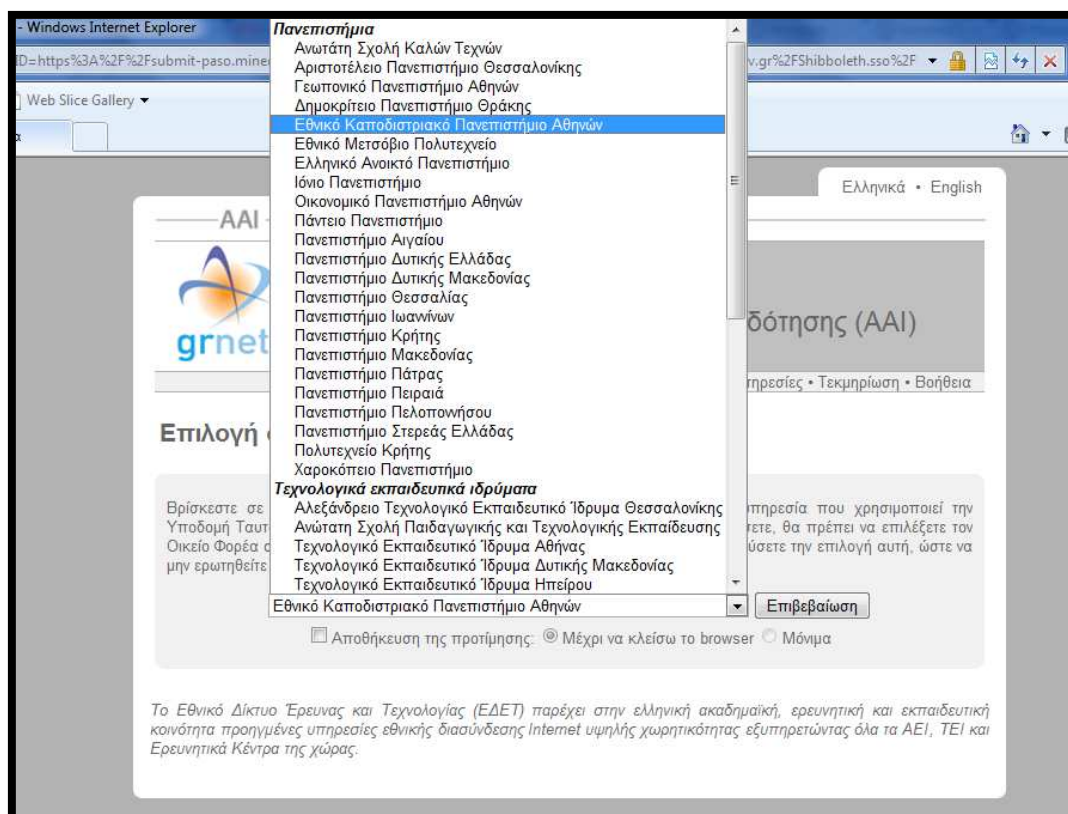 - Windows Internet Explorer
ID=https%3A%2F%2Fsubmit-paso.mine
v.gr%2FShibboleth.sso%2F
Web Slice Gallery
α
Ελληνικά • English
AAI
grnet
δότησης (AAI)
ηρεσίες • Τεκμηρίωση • Βοήθεια
Επιλογή
Πανεπιστήμια
Ανωτάτη Σχολή Καλών Τεχνών
Αριστοτέλειο Πανεπιστήμιο Θεσσαλονίκης
Γεωπονικό Πανεπιστήμιο Αθηνών
Δημοκρίτειο Πανεπιστήμιο Θράκης
Εθνικό Καποδιστριακό Πανεπιστήμιο Αθηνών
Εθνικό Μετσόβιο Πολυτεχνείο
Ελληνικό Ανοικτό Πανεπιστήμιο
Ιόνιο Πανεπιστήμιο
Οικονομικό Πανεπιστήμιο Αθηνών
Πάντειο Πανεπιστήμιο
Πανεπιστήμιο Αιγαίου
Πανεπιστήμιο Δυτικής Ελλάδας
Πανεπιστήμιο Δυτικής Μακεδονίας
Πανεπιστήμιο Θεσσαλίας
Πανεπιστήμιο Ιωαννίνων
Πανεπιστήμιο Κρήτης
Πανεπιστήμιο Μακεδονίας
Πανεπιστήμιο Πάτρας
Πανεπιστήμιο Πειραιά
Πανεπιστήμιο Πελοποννήσου
Πανεπιστήμιο Στερεάς Ελλάδας
Πολυτεχνείο Κρήτης
Χαροκόπειο Πανεπιστήμιο
Τεχνολογικά εκπαιδευτικά ιδρύματα
Αλεξάνδρειο Τεχνολογικό Εκπαιδευτικό Ίδρυμα Θεσσαλονίκης
Ανώτατη Σχολή Παιδαγωγικής και Τεχνολογικής Εκπαίδευσης
Τεχνολογικό Εκπαιδευτικό Ίδρυμα Αθήνας
Τεχνολογικό Εκπαιδευτικό Ίδρυμα Δυτικής Μακεδονίας
Τεχνολογικό Εκπαιδευτικό Ίδρυμα Ηπείρου
Βρίσκεστε σε υπηρεσία που χρησιμοποιεί την
Υποδομή Ταυτ σετε, θα πρέπει να επιλέξετε τον
Οικείο Φορέα σ ύσετε την επιλογή αυτή, ώστε να
μην ερωτηθείτε
Εθνικό Καποδιστριακό Πανεπιστήμιο Αθηνών Επιβεβαίωση
Αποθήκευση της προτίμησης: Μέχρι να κλείσω το browser Μόνιμα
Το Εθνικό Δίκτυο Έρευνας και Τεχνολογίας (ΕΔΕΤ) παρέχει στην ελληνική ακαδημαϊκή, ερευνητική και εκπαιδευτική
κοινότητα προηγμένες υπηρεσίες εθνικής διασύνδεσης Internet υψηλής χωρητικότητας εξυπηρετώντας όλα τα ΑΕΙ, ΤΕΙ και
Ερευνητικά Κέντρα της χώρας.